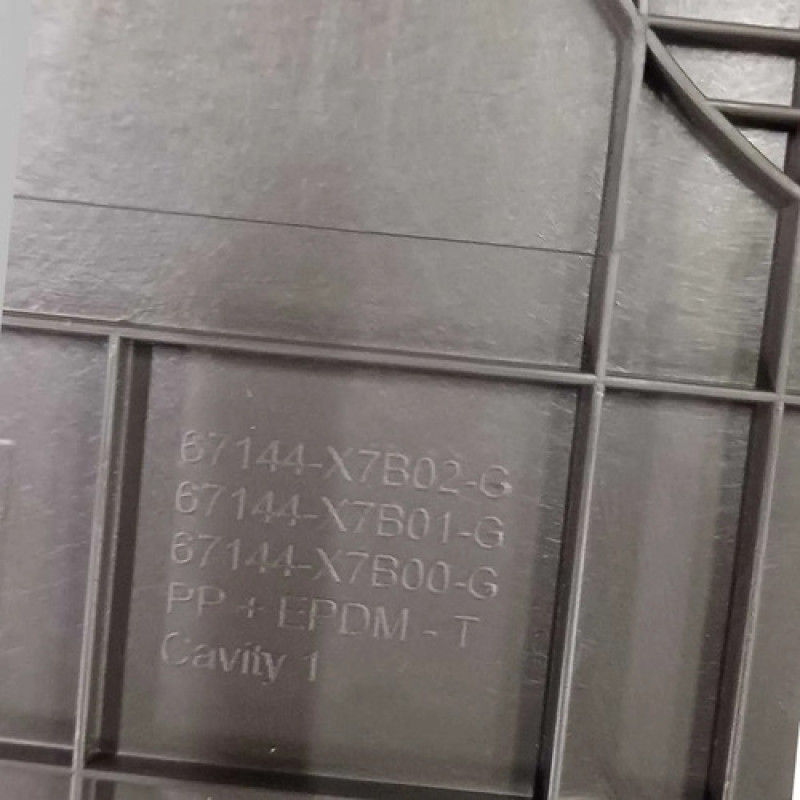 67144-X7B02-G
67144-X7B01-G
67144-X7B00-G
PP + EPDM - T
Cavity 1